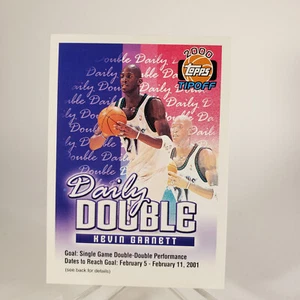 2000
TOPPS
TIPOFF
Daily
DOUBLE
KEVIN GARNETT
Goal: Single Game Double-Double Performance
Dates to Reach Goal: February 5 - February 11, 2001
(see back for details)
21